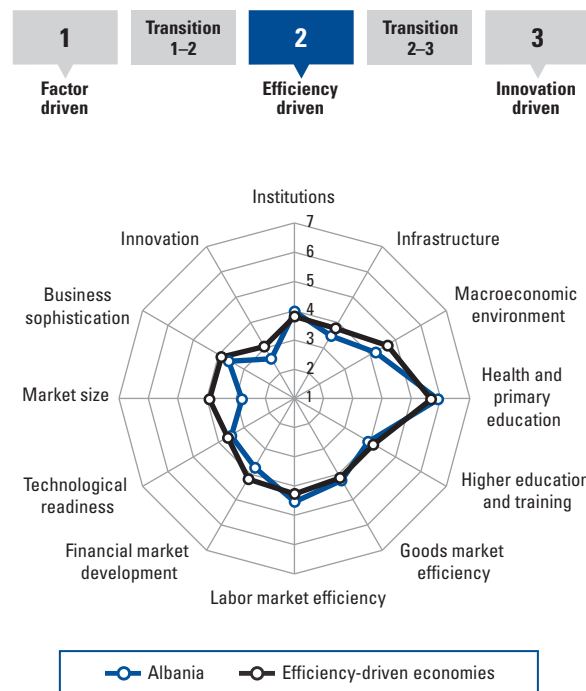 1
Transition
1–2
2
Transition
2–3
3
Factor
driven
Efficiency
driven
Innovation
driven
Institutions
7
Innovation
6
Infrastructure
5
Business
sophistication
4
Macroeconomic
environment
3
2
Market size
1
Health and
primary
education
Technological
readiness
Higher education
and training
Financial market
development
Goods market
efficiency
Labor market efficiency
Albania
Efficiency-driven economies